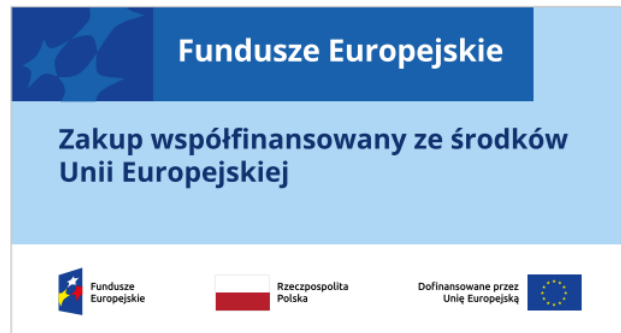 Fundusze Europejskie
Zakup współfinansowany ze środków
Unii Europejskiej
Fundusze
Europejskie
Rzeczpospolita
Polska
Dofinansowane przez
Unię Europejską